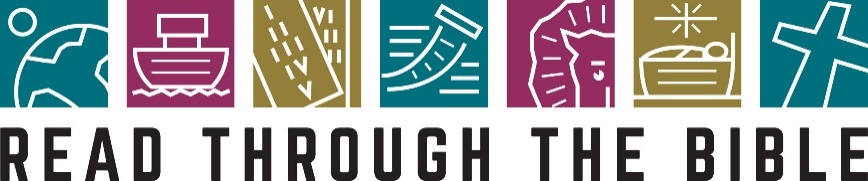 READ THROUGH THE BIBLE